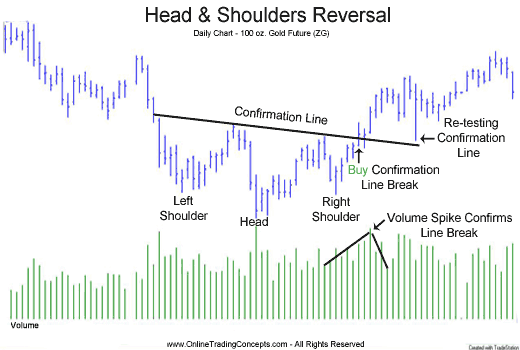 Head & Shoulders Reversal
Daily Chart - 100 oz. Gold Future (ZG)
Confirmation Line
Re-testing
Confirmation
Line
Buy Confirmation
Line Break
Left
Shoulder
Head
Right
Shoulder
Volume Spike Confirms
Line Break
Volume
www.OnlineTradingConcepts.com - All Rights Reserved
Created with TradeStation